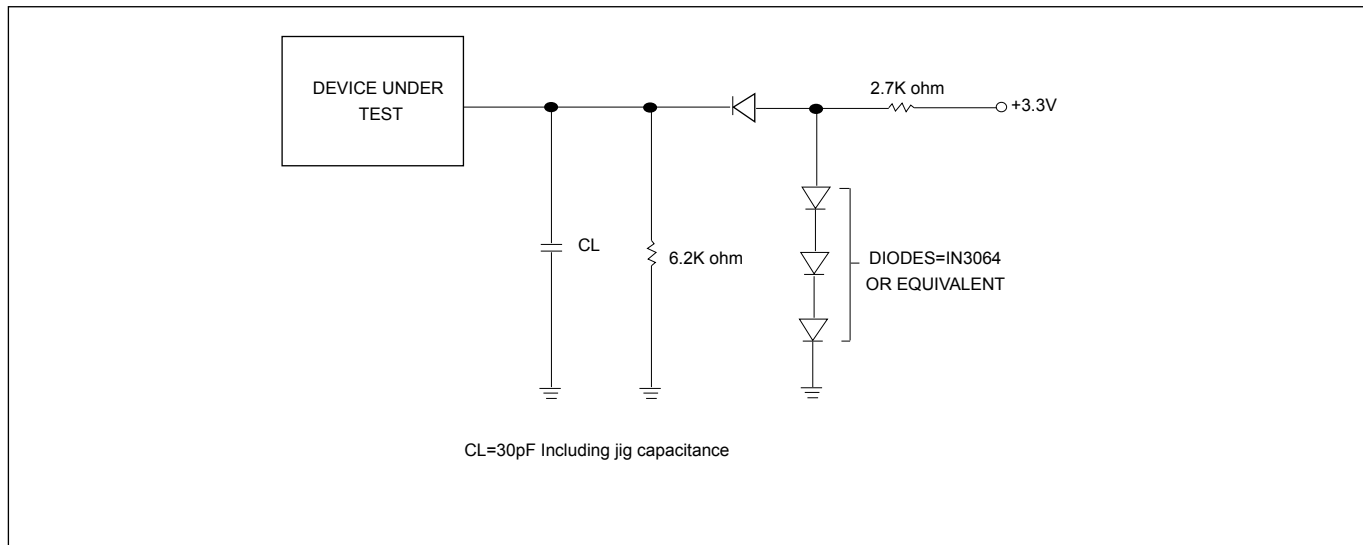 DEVICE UNDER
TEST
2.7K ohm
+3.3V
CL
6.2K ohm
DIODES=IN3064
OR EQUIVALENT
CL=30pF Including jig capacitance